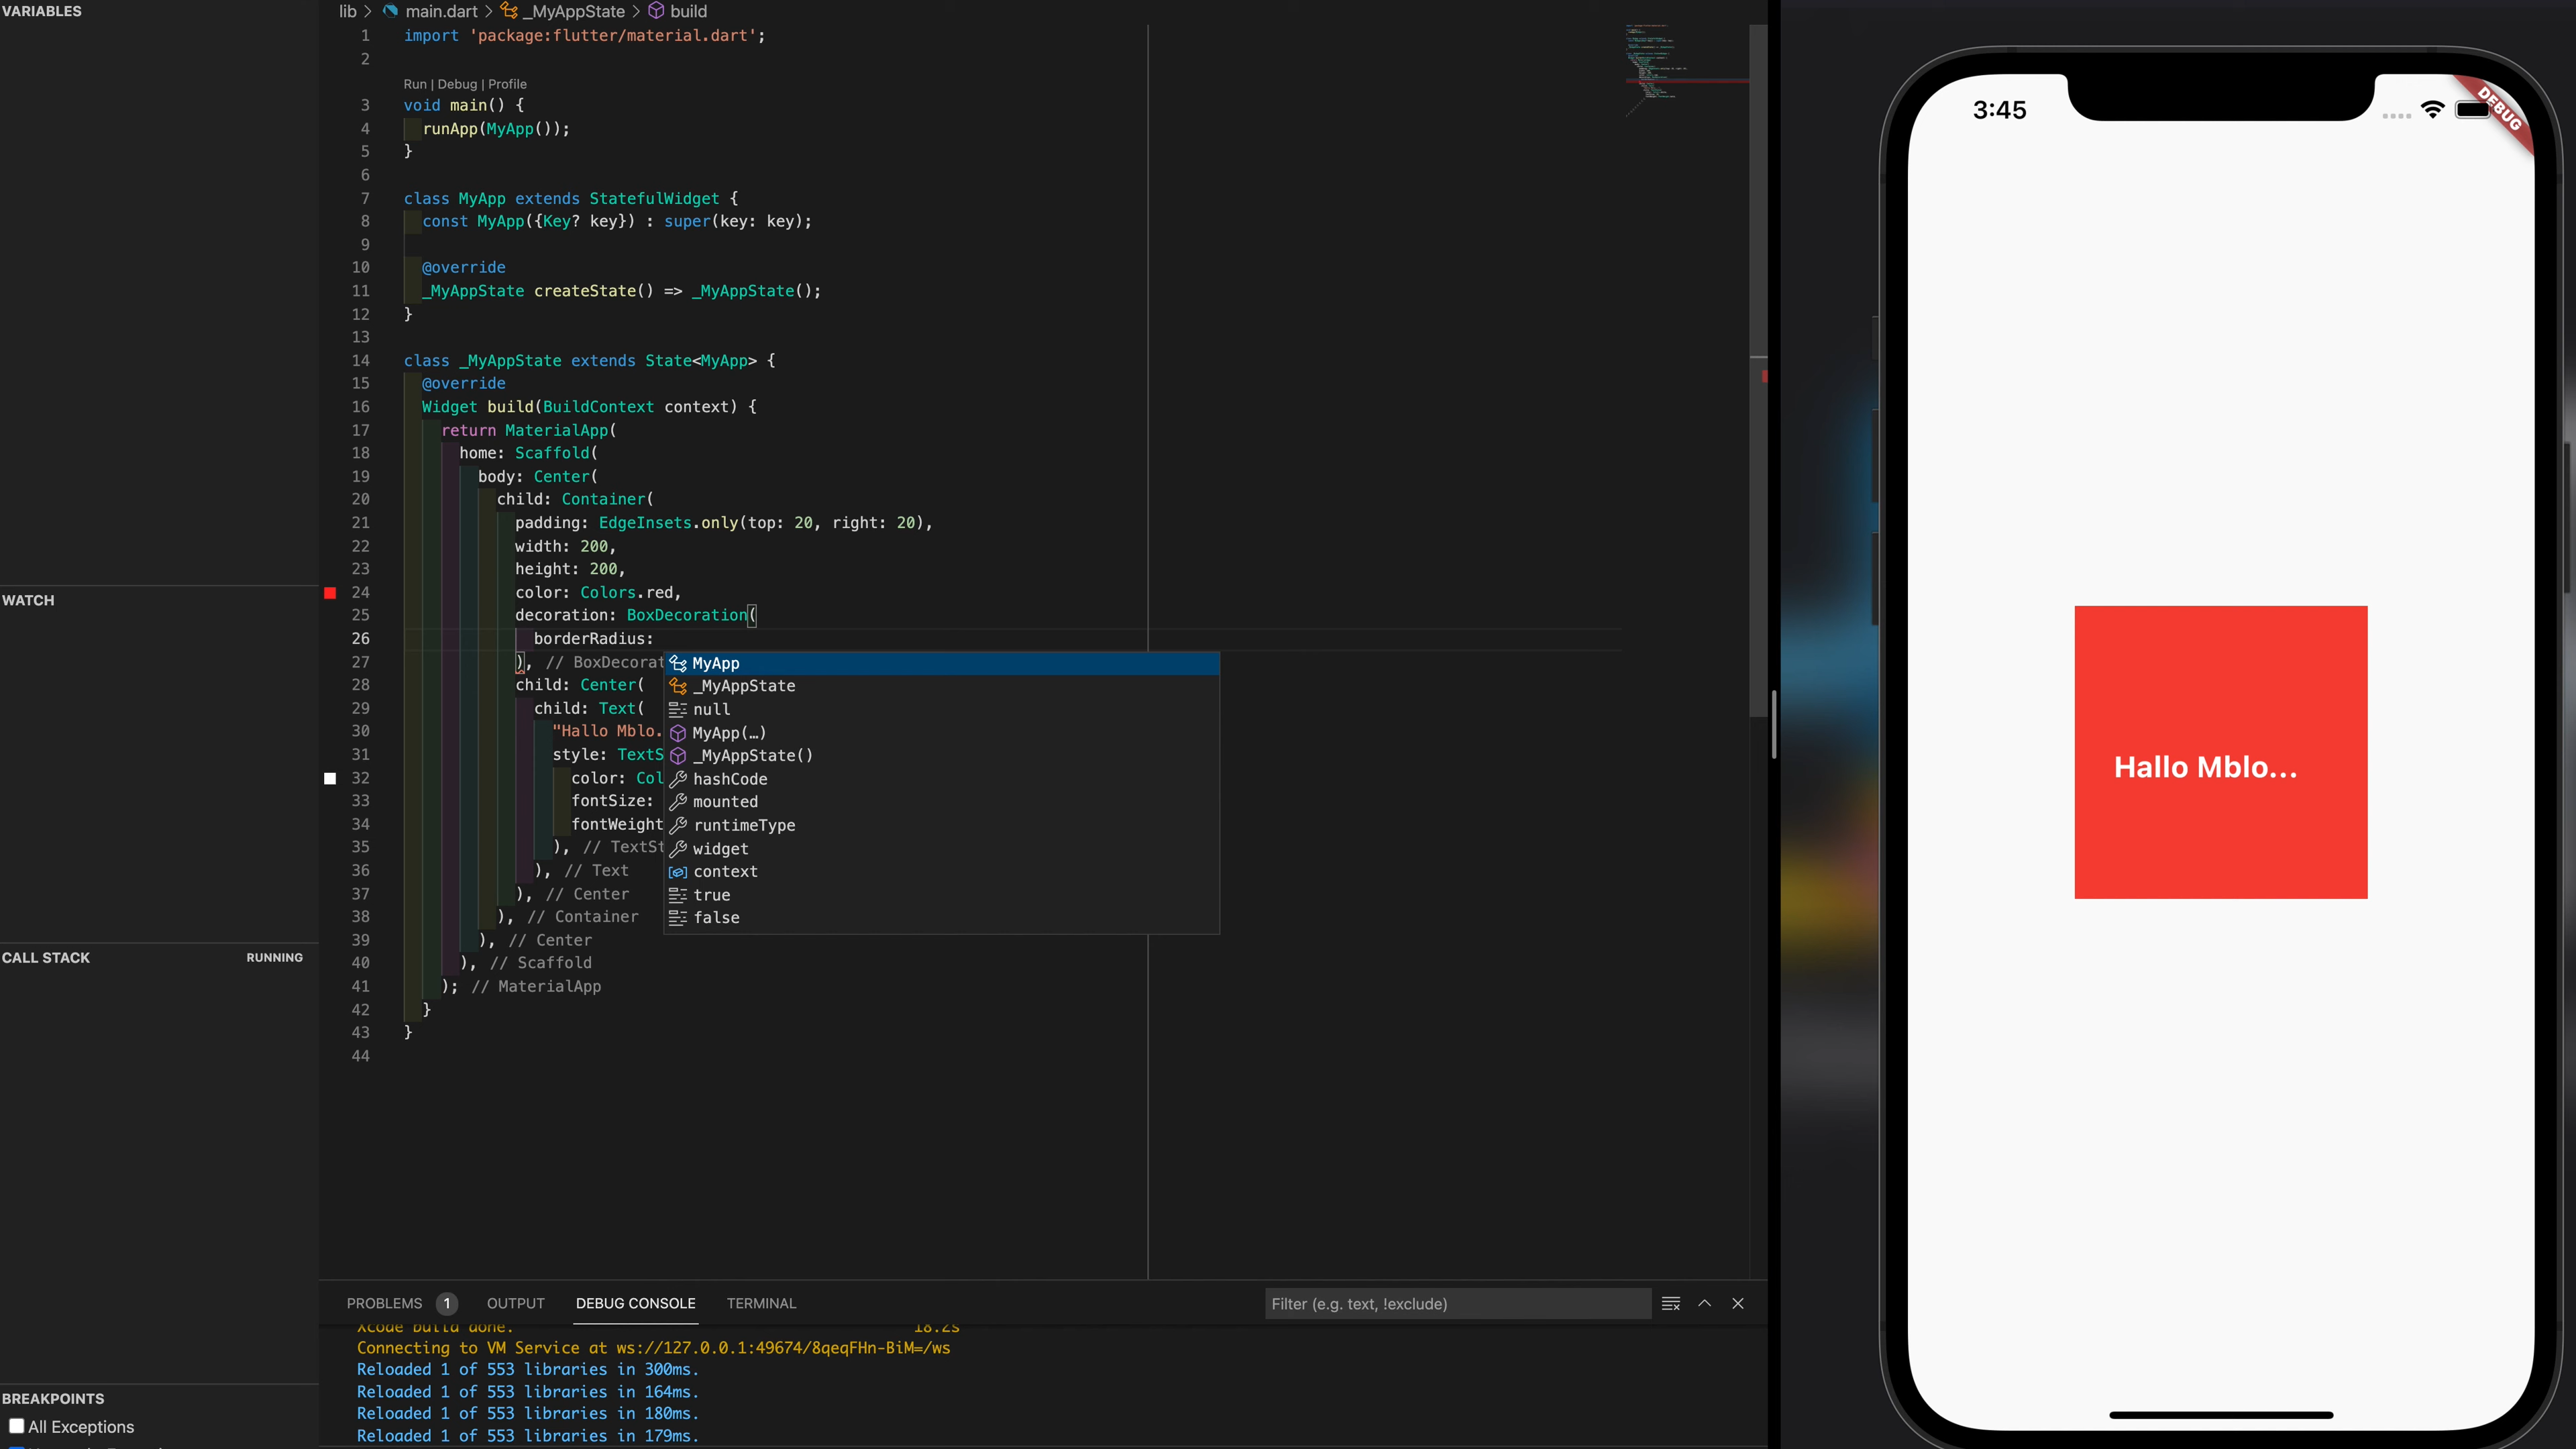 VARIABLES
WATCH
CALL STACK RUNNING
BREAKPOINTS
All Exceptions
lib > main.dart > _MyAppState > build
1 import 'package:flutter/material.dart';
2
Run | Debug | Profile
3 void main() {
4 runApp(MyApp());
5 }
6
7 class MyApp extends StatefulWidget {
8 const MyApp({Key? key}) : super(key: key);
9
10 @override
11 _MyAppState createState() => _MyAppState();
12 }
13
14 class _MyAppState extends State<MyApp> {
15 @override
16 Widget build(BuildContext context) {
17 return MaterialApp(
18 home: Scaffold(
19 body: Center(
20 child: Container(
21 padding: EdgeInsets.only(top: 20, right: 20),
22 width: 200,
23 height: 200,
24 color: Colors.red,
25 decoration: BoxDecoration(
26 borderRadius:
27 ), // BoxDecorat
28 child: Center(
29 child: Text(
30 "Hallo Mblo.
31 style: TextS
32 color: Col
33 fontSize:
34 fontWeight
35 ), // TextSt
36 ), // Text
37 ), // Center
38 ), // Container
39 ), // Center
40 ), // Scaffold
41 ); // MaterialApp
42 }
43 }
44
MyApp
_MyAppState
null
MyApp(…)
_MyAppState()
hashCode
mounted
runtimeType
widget
context
true
false
PROBLEMS 1 OUTPUT DEBUG CONSOLE TERMINAL Filter (e.g. text, !exclude)
Xcode build done. 18.2s
Connecting to VM Service at ws://127.0.0.1:49674/8qeqFHn-BiM=/ws
Reloaded 1 of 553 libraries in 300ms.
Reloaded 1 of 553 libraries in 164ms.
Reloaded 1 of 553 libraries in 180ms.
Reloaded 1 of 553 libraries in 179ms.
3:45
DEBUG
Hallo Mblo...